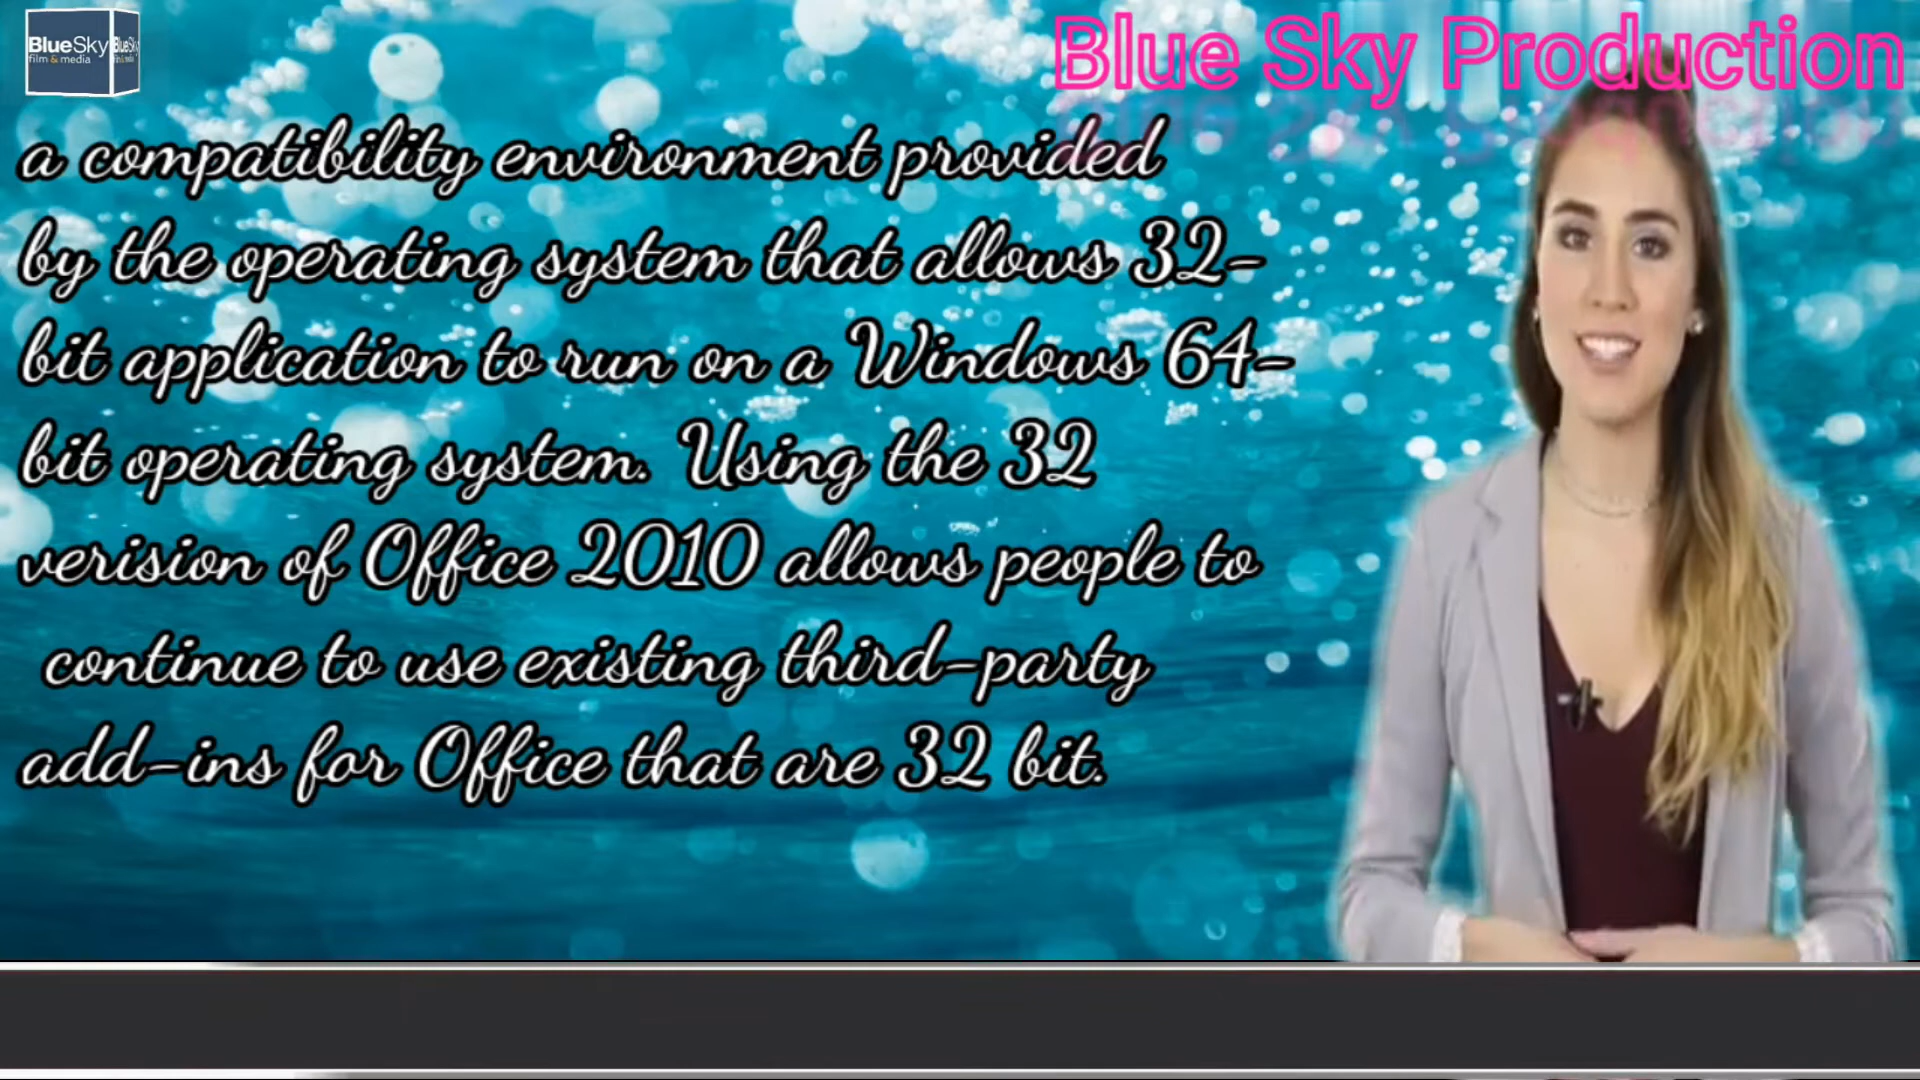 BlueSky BlueSky
film & media
Blue Sky Production
a compatibility environment provided
by the operating system that allows 32-
bit application to run on a Windows 64-
bit operating system. Using the 32
verision of Office 2010 allows people to
continue to use existing third-party
add-ins for Office that are 32 bit.